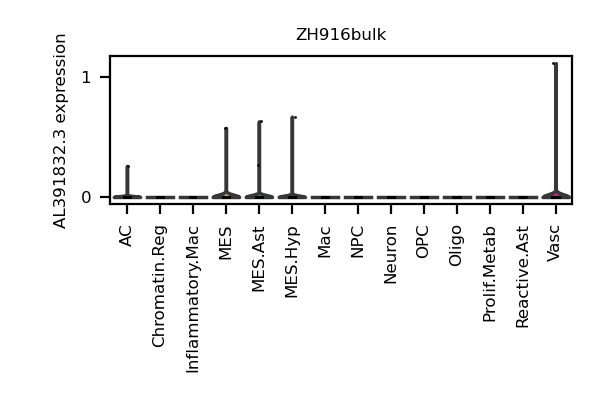 ZH916bulk
AL391832.3 expression
1
0
AC
Chromatin.Reg
Inflammatory.Mac
MES
MES.Ast
MES.Hyp
Mac
NPC
Neuron
OPC
Oligo
Prolif.Metab
Reactive.Ast
Vasc